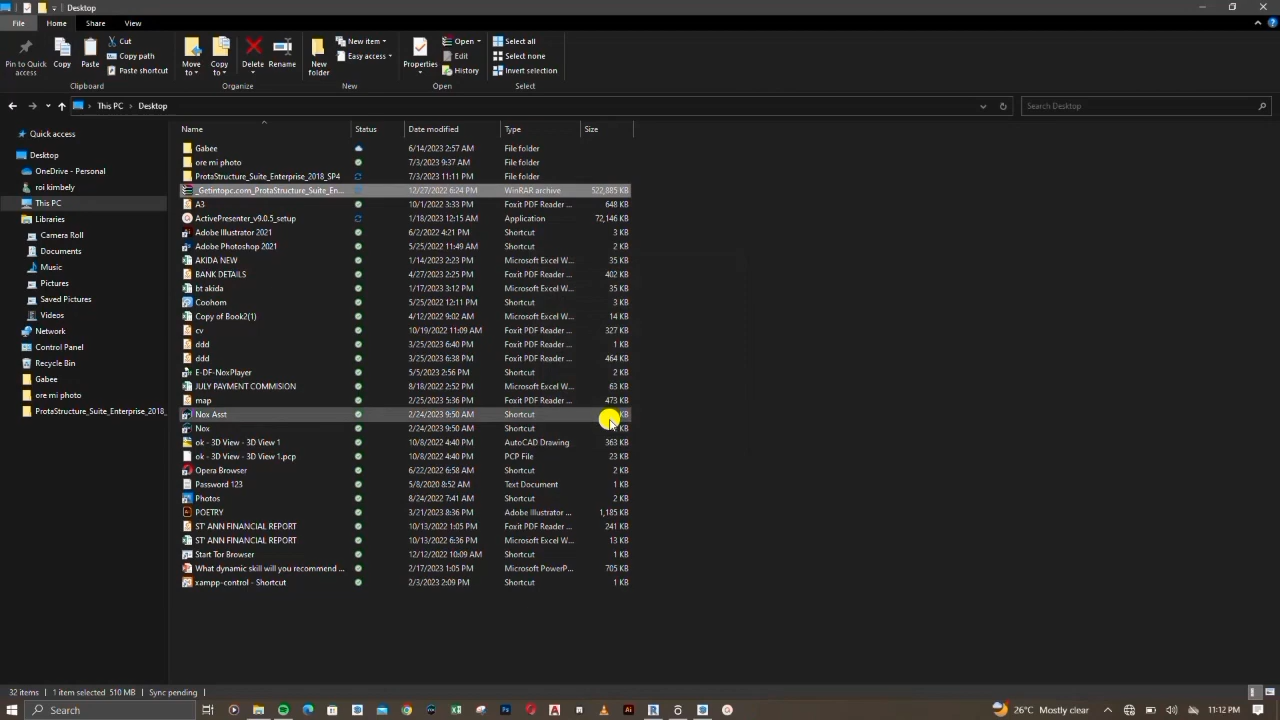 Desktop
File Home Share View
Pin to Quick access
Copy
Paste
Cut
Copy path
Paste shortcut
Clipboard
Move to
Copy to
Delete
Rename
Organize
New folder
New item
Easy access
New
Properties
Open
Edit
History
Open
Select all
Select none
Invert selection
Select
This PC > Desktop
Search Desktop
Quick access
Desktop
OneDrive - Personal
roi kimbely
This PC
Libraries
Camera Roll
Documents
Music
Pictures
Saved Pictures
Videos
Network
Control Panel
Recycle Bin
Gabee
ore mi photo
ProtaStructure_Suite_Enterprise_2018_
Name Status Date modified Type Size
Gabee 6/14/2023 2:57 AM File folder
ore mi photo 7/3/2023 9:37 AM File folder
ProtaStructure_Suite_Enterprise_2018_SP4 7/3/2023 11:11 PM File folder
_Getintopc.com_ProtaStructure_Suite_En... 12/27/2022 6:24 PM WinRAR archive 522,885 KB
A3 10/1/2022 3:33 PM Foxit PDF Reader ... 648 KB
ActivePresenter_v9.0.5_setup 1/18/2023 12:15 AM Application 72,146 KB
Adobe Illustrator 2021 6/2/2022 4:21 PM Shortcut 3 KB
Adobe Photoshop 2021 5/25/2022 11:49 AM Shortcut 2 KB
AKIDA NEW 1/14/2023 2:23 PM Microsoft Excel W... 35 KB
BANK DETAILS 4/27/2023 2:25 PM Foxit PDF Reader ... 402 KB
bt akida 1/17/2023 3:12 PM Microsoft Excel W... 35 KB
Coohom 5/25/2022 12:11 PM Shortcut 3 KB
Copy of Book2(1) 4/12/2022 9:02 AM Microsoft Excel W... 14 KB
cv 10/19/2022 11:09 AM Foxit PDF Reader ... 327 KB
ddd 3/25/2023 6:40 PM Foxit PDF Reader ... 1 KB
ddd 3/25/2023 6:38 PM Foxit PDF Reader ... 464 KB
E-DF-NoxPlayer 5/5/2023 2:56 PM Shortcut 2 KB
JULY PAYMENT COMMISION 8/18/2022 2:52 PM Microsoft Excel W... 63 KB
map 2/25/2023 5:36 PM Foxit PDF Reader ... 473 KB
Nox Asst 2/24/2023 9:50 AM Shortcut KB
Nox 2/24/2023 9:50 AM Shortcut KB
ok - 3D View - 3D View 1 10/8/2022 4:40 PM AutoCAD Drawing 363 KB
ok - 3D View - 3D View 1.pcp 10/8/2022 4:40 PM PCP File 23 KB
Opera Browser 6/22/2022 6:58 AM Shortcut 2 KB
Password 123 5/8/2020 8:52 AM Text Document 1 KB
Photos 8/24/2022 7:41 AM Shortcut 2 KB
POETRY 3/21/2023 8:36 PM Adobe Illustrator ... 1,185 KB
ST' ANN FINANCIAL REPORT 10/13/2022 1:05 PM Foxit PDF Reader ... 241 KB
ST' ANN FINANCIAL REPORT 10/13/2022 6:36 PM Microsoft Excel W... 13 KB
Start Tor Browser 12/12/2022 10:09 AM Shortcut 1 KB
What dynamic skill will you recommend ... 2/17/2023 1:05 PM Microsoft PowerP... 705 KB
xampp-control - Shortcut 2/3/2023 2:09 PM Shortcut 1 KB
32 items 1 item selected 510 MB Sync pending
Search
26°C Mostly clear 11:12 PM